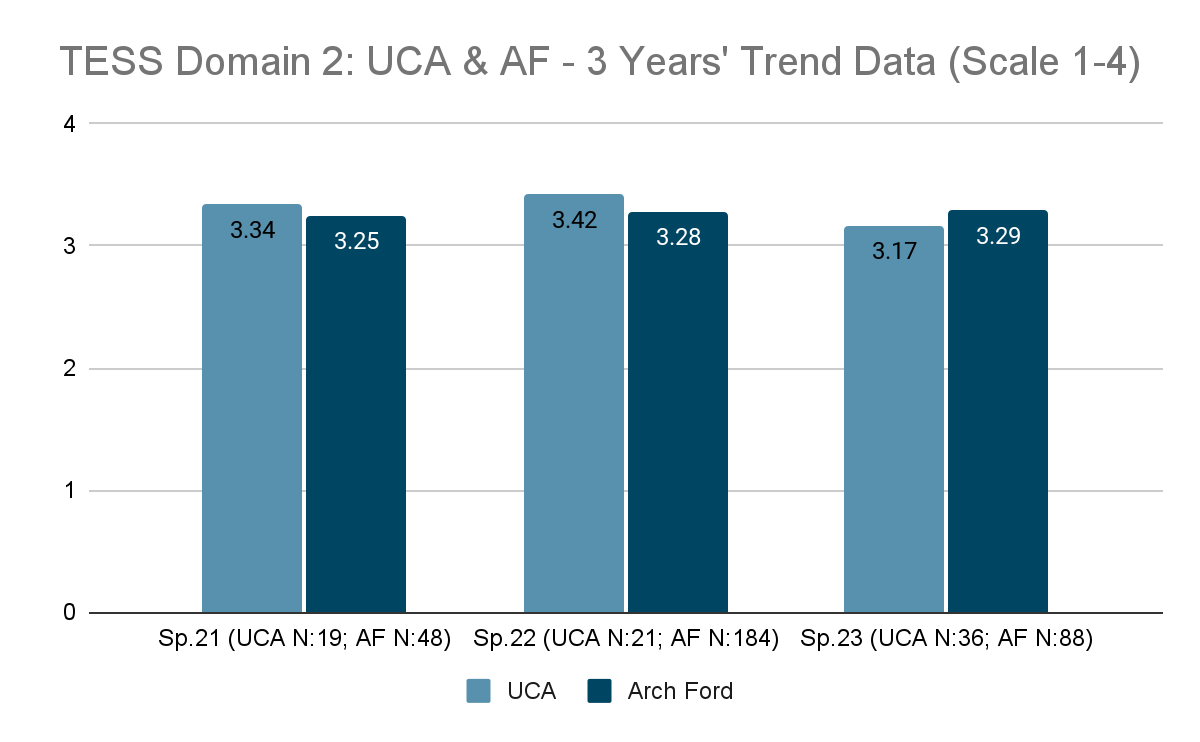 TESS Domain 2: UCA & AF - 3 Years' Trend Data (Scale 1-4)
4
3
2
1
0
3.34
3.25
3.42
3.28
3.17
3.29
Sp.21 (UCA N:19; AF N:48)
Sp.22 (UCA N:21; AF N:184)
Sp.23 (UCA N:36; AF N:88)
UCA
Arch Ford